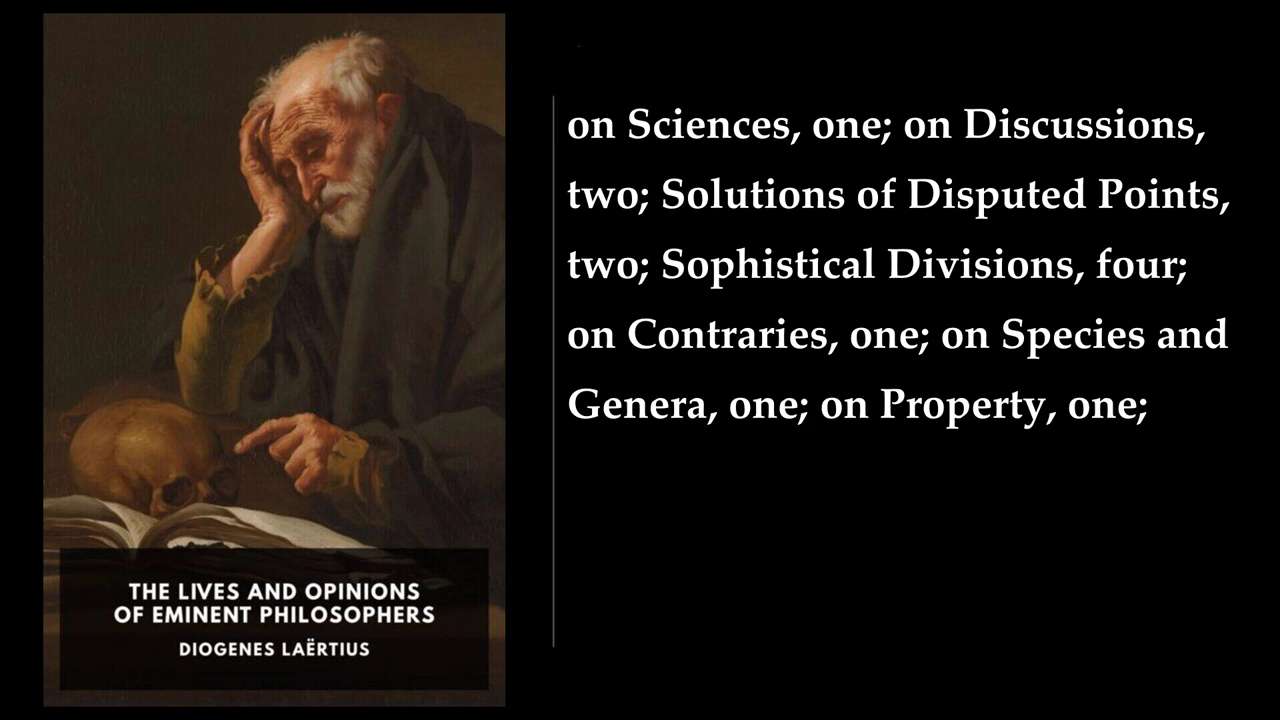 on Sciences, one; on Discussions,
two; Solutions of Disputed Points,
two; Sophistical Divisions, four;
on Contraries, one; on Species and
Genera, one; on Property, one;
THE LIVES AND OPINIONS
OF EMINENT PHILOSOPHERS
DIOGENES LAËRTIUS